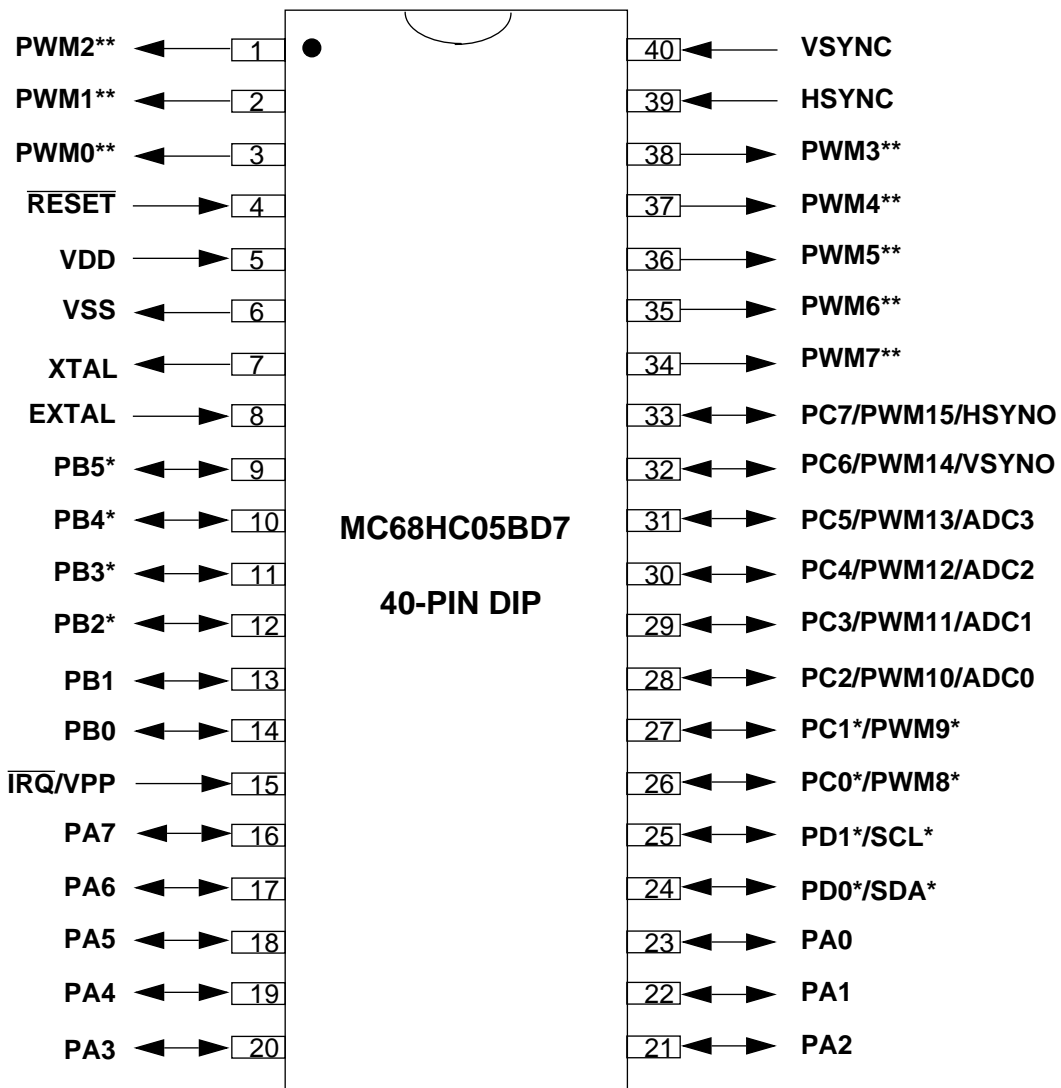 PWM2** 1 40 VSYNC
PWM1** 2 39 HSYNC
PWM0** 3 38 PWM3**
RESET 4 37 PWM4**
VDD 5 36 PWM5**
VSS 6 35 PWM6**
XTAL 7 34 PWM7**
EXTAL 8 33 PC7/PWM15/HSYNO
PB5* 9 32 PC6/PWM14/VSYNO
PB4* 10 MC68HC05BD7 31 PC5/PWM13/ADC3
PB3* 11 40-PIN DIP 30 PC4/PWM12/ADC2
PB2* 12 29 PC3/PWM11/ADC1
PB1 13 28 PC2/PWM10/ADC0
PB0 14 27 PC1*/PWM9*
IRQ/VPP 15 26 PC0*/PWM8*
PA7 16 25 PD1*/SCL*
PA6 17 24 PD0*/SDA*
PA5 18 23 PA0
PA4 19 22 PA1
PA3 20 21 PA2